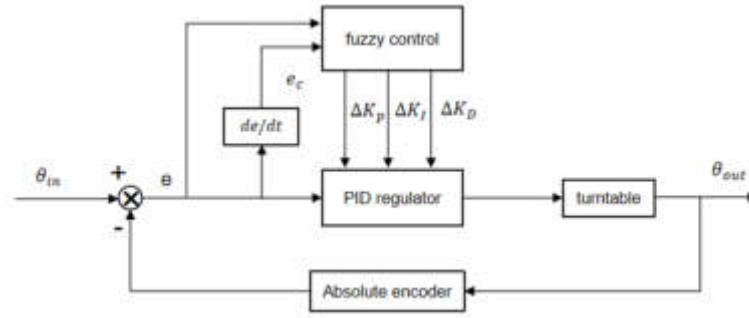 fuzzy control
e_c
ΔK_p ΔK_I ΔK_D
de/dt
+
θ_in e θ_out
PID regulator turntable
-
Absolute encoder